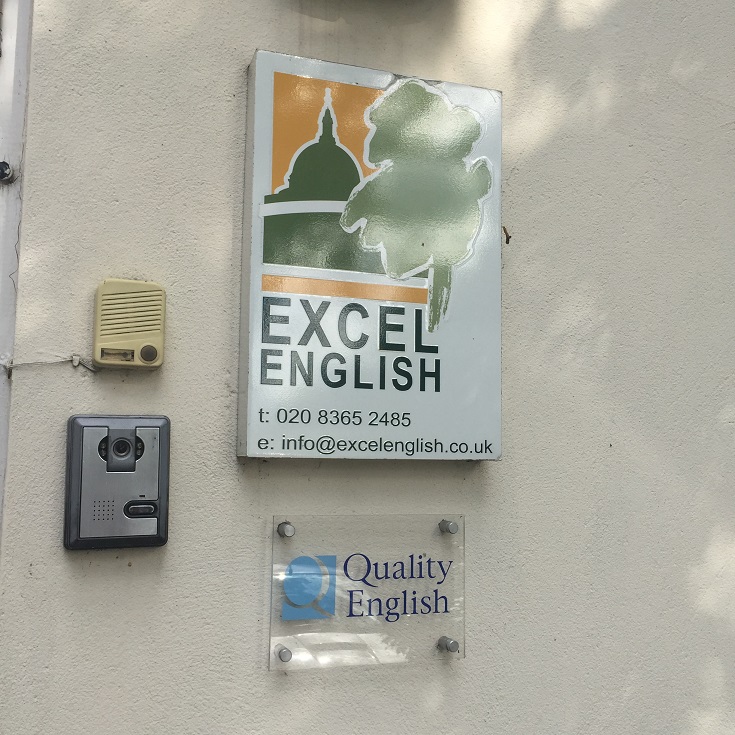 EXCEL
ENGLISH
t: 020 8365 2485
e: info@excelenglish.co.uk
Quality
English